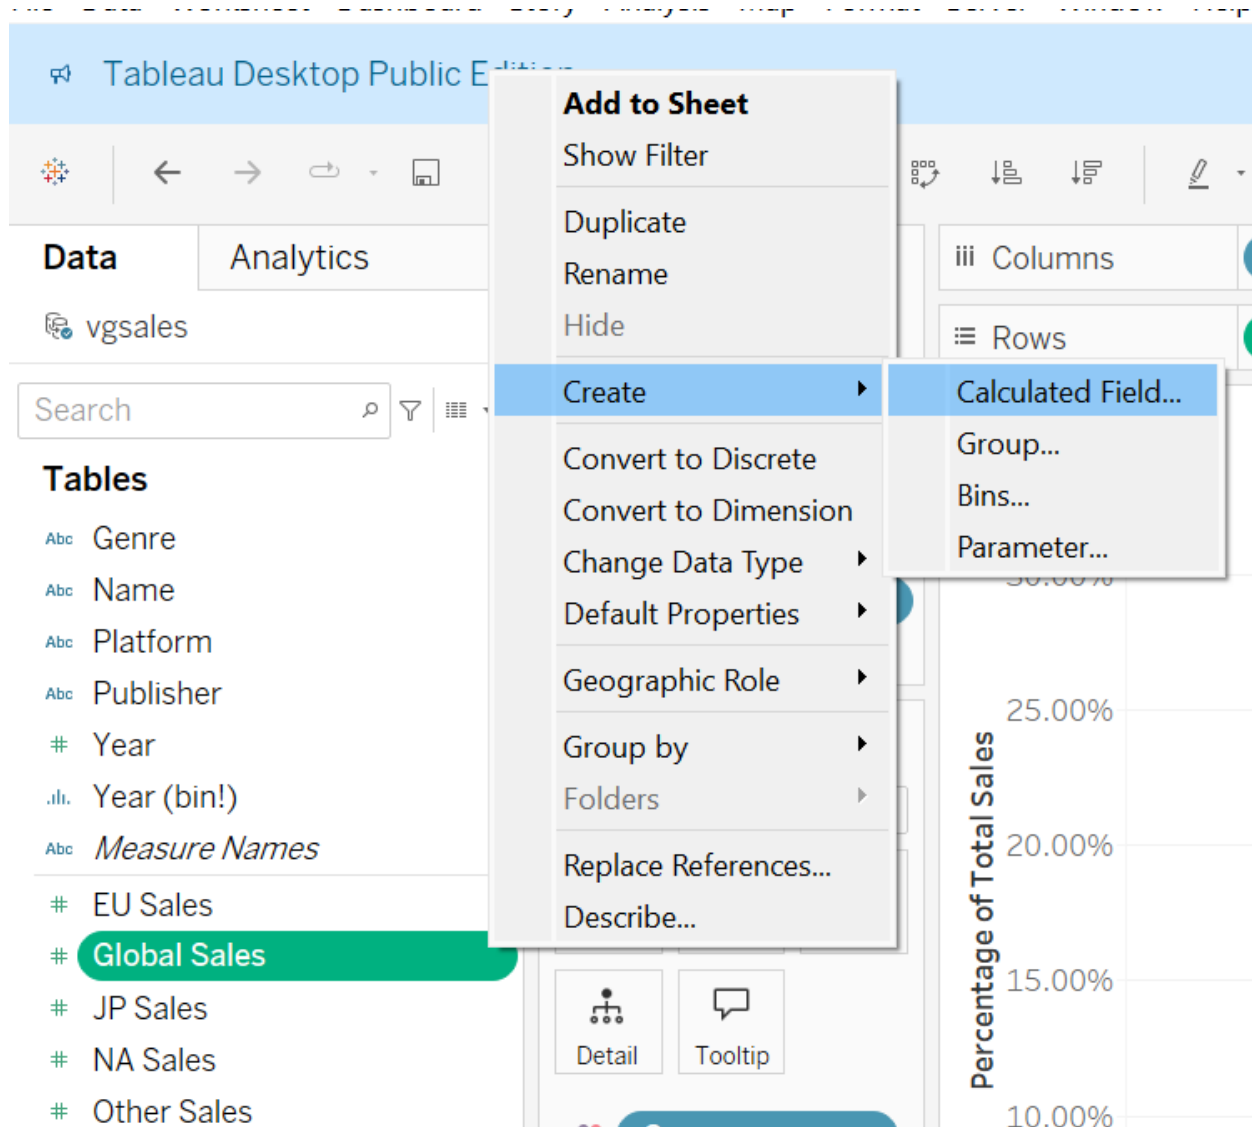 Tableau Desktop Public Edition
Data
Analytics
vgsales
Search
Tables
Abc Genre
Abc Name
Abc Platform
Abc Publisher
# Year
Year (bin!)
Abc Measure Names
# EU Sales
# Global Sales
# JP Sales
# NA Sales
# Other Sales
Add to Sheet
Show Filter
Duplicate
Rename
Hide
Create
Convert to Discrete
Convert to Dimension
Change Data Type
Default Properties
Geographic Role
Group by
Folders
Replace References...
Describe...
Calculated Field...
Group...
Bins...
Parameter...
Detail
Tooltip
iii Columns
Rows
Percentage of Total Sales
30.00%
25.00%
20.00%
15.00%
10.00%